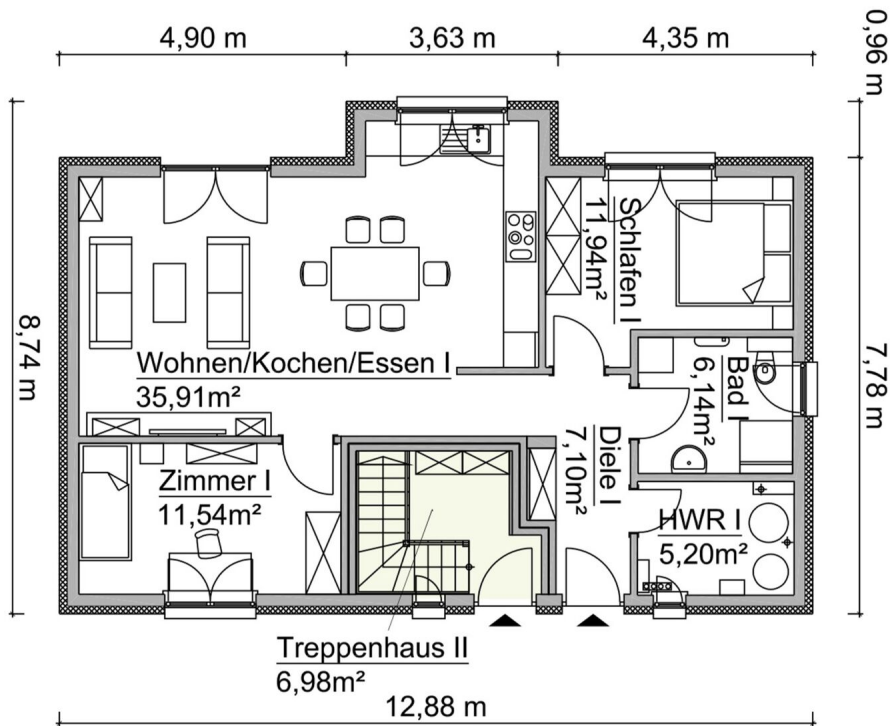 4,90 m
3,63 m
4,35 m
0,96 m
8,74 m
7,78 m
Schlafen I
11,94m²
Wohnen/Kochen/Essen I
35,91m²
Bad I
6,14m²
Diele I
7,10m²
Zimmer I
11,54m²
HWR I
5,20m²
Treppenhaus II
6,98m²
12,88 m